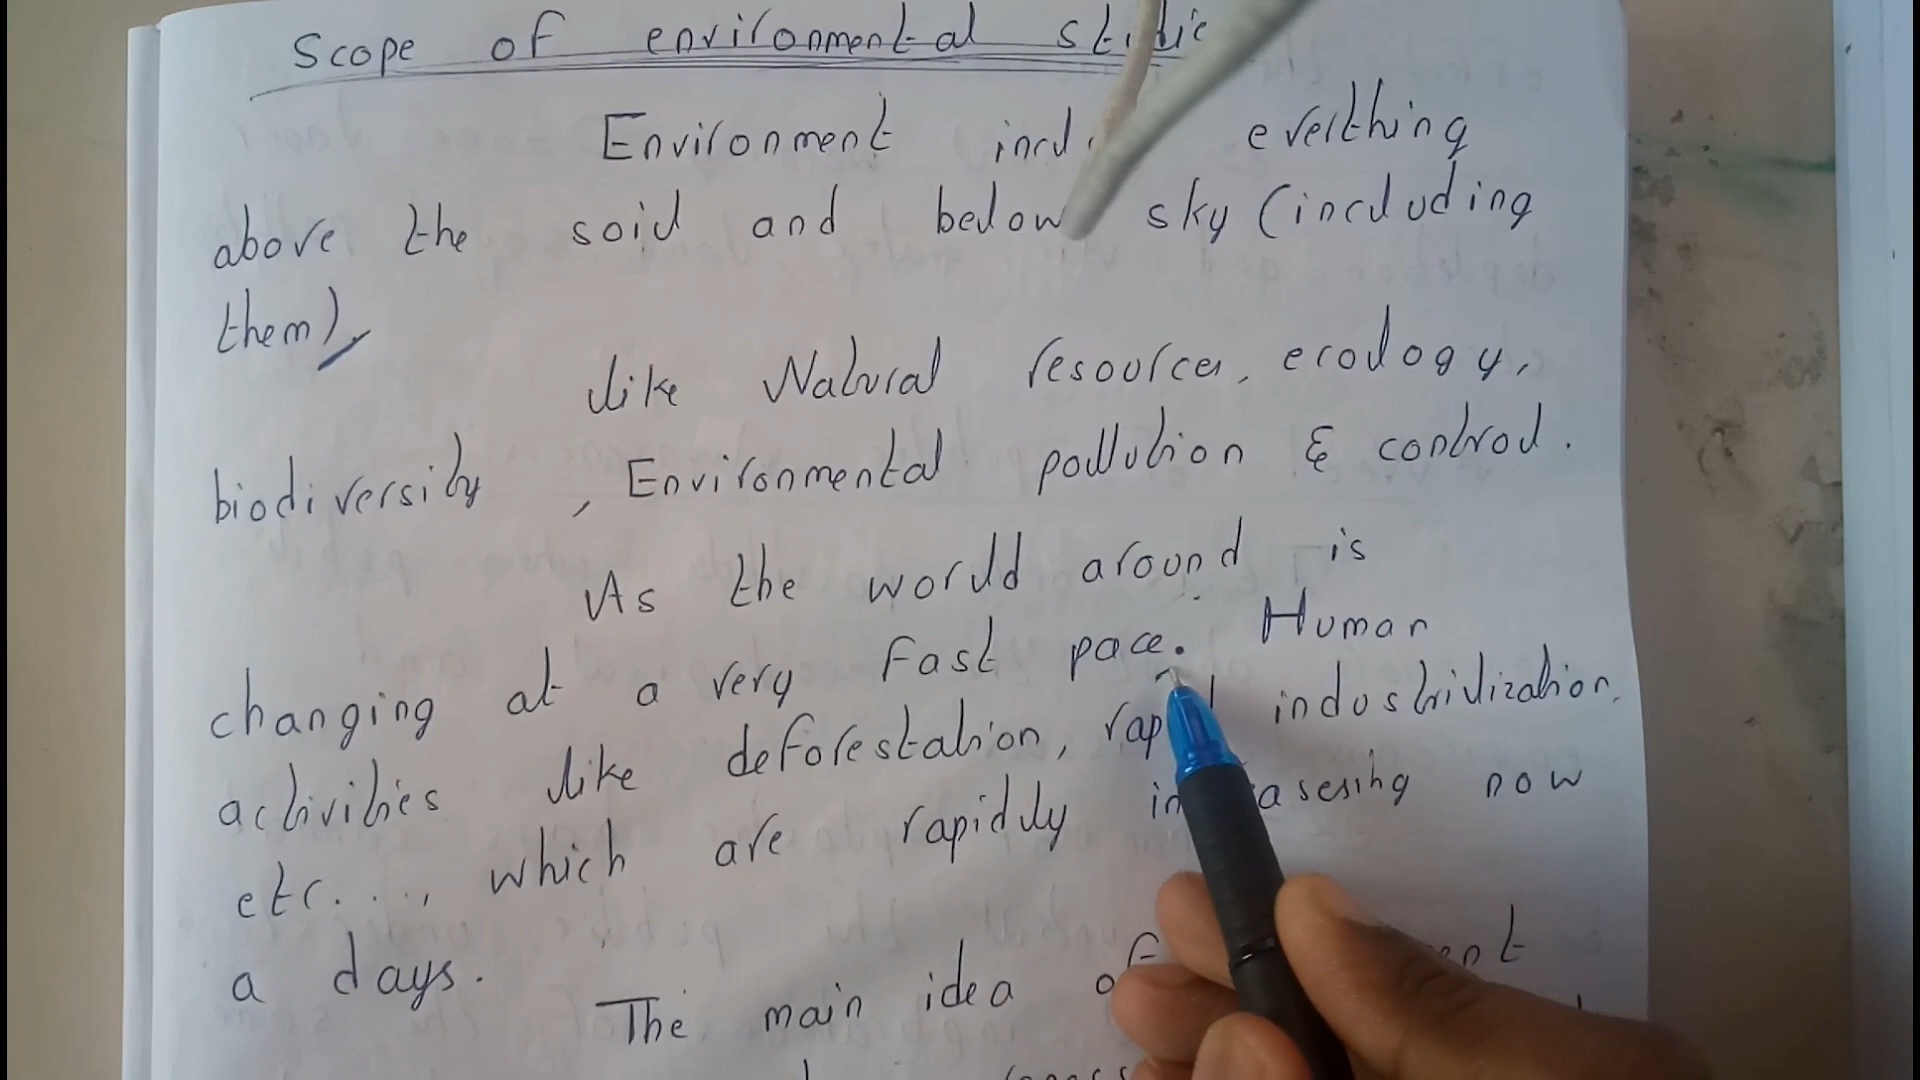 Scope of environmental
Environment everthing
above the soil and below sky (including
them),
like Natural resources, ecology,
biodiversity, Environmental pollution & control.
As the world around is
changing at a very fast pace. Human
activities like deforestation, industrilization,
etc...., which are rapidly now
a days.
The main idea of